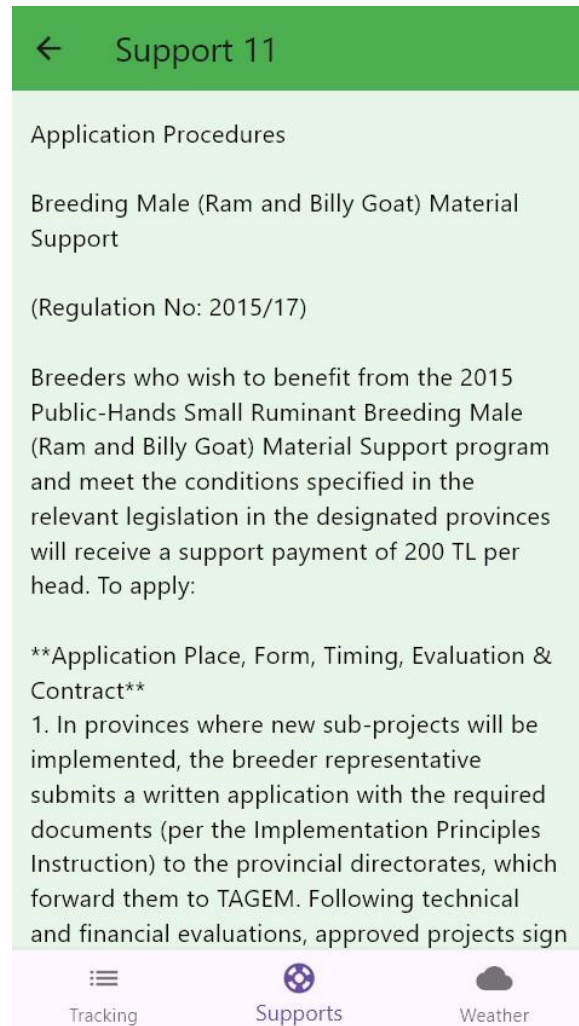 Support 11
Application Procedures
Breeding Male (Ram and Billy Goat) Material
Support
(Regulation No: 2015/17)
Breeders who wish to benefit from the 2015
Public-Hands Small Ruminant Breeding Male
(Ram and Billy Goat) Material Support program
and meet the conditions specified in the
relevant legislation in the designated provinces
will receive a support payment of 200 TL per
head. To apply:
**Application Place, Form, Timing, Evaluation &
Contract**
1. In provinces where new sub-projects will be
implemented, the breeder representative
submits a written application with the required
documents (per the Implementation Principles
Instruction) to the provincial directorates, which
forward them to TAGEM. Following technical
and financial evaluations, approved projects sign
Tracking
Supports
Weather